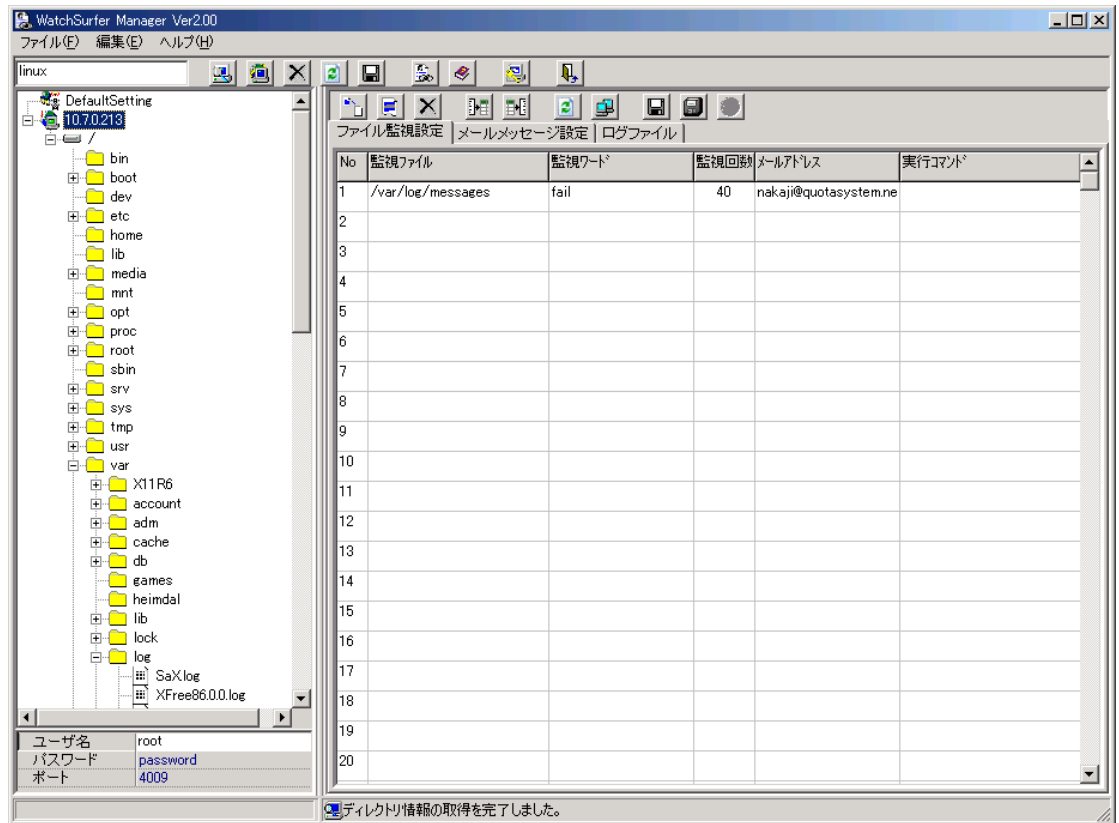 WatchSurfer Manager Ver2.00
ファイル(F) 編集(E) ヘルプ(H)
linux
DefaultSetting
10.7.0.213
/
bin
boot
dev
etc
home
lib
media
mnt
opt
proc
root
sbin
srv
sys
tmp
usr
var
X11R6
account
adm
cache
db
games
heimdal
lib
lock
log
SaX.log
XFree86.0.0.log
ユーザ名 root
パスワード password
ポート 4009
ファイル監視設定 メールメッセージ設定 ログファイル
No 監視ファイル 監視ワード 監視回数 メールアドレス 実行コマンド
1 /var/log/messages fail 40 nakaji@quotasystem.ne
2
3
4
5
6
7
8
9
10
11
12
13
14
15
16
17
18
19
20
ディレクトリ情報の取得を完了しました。